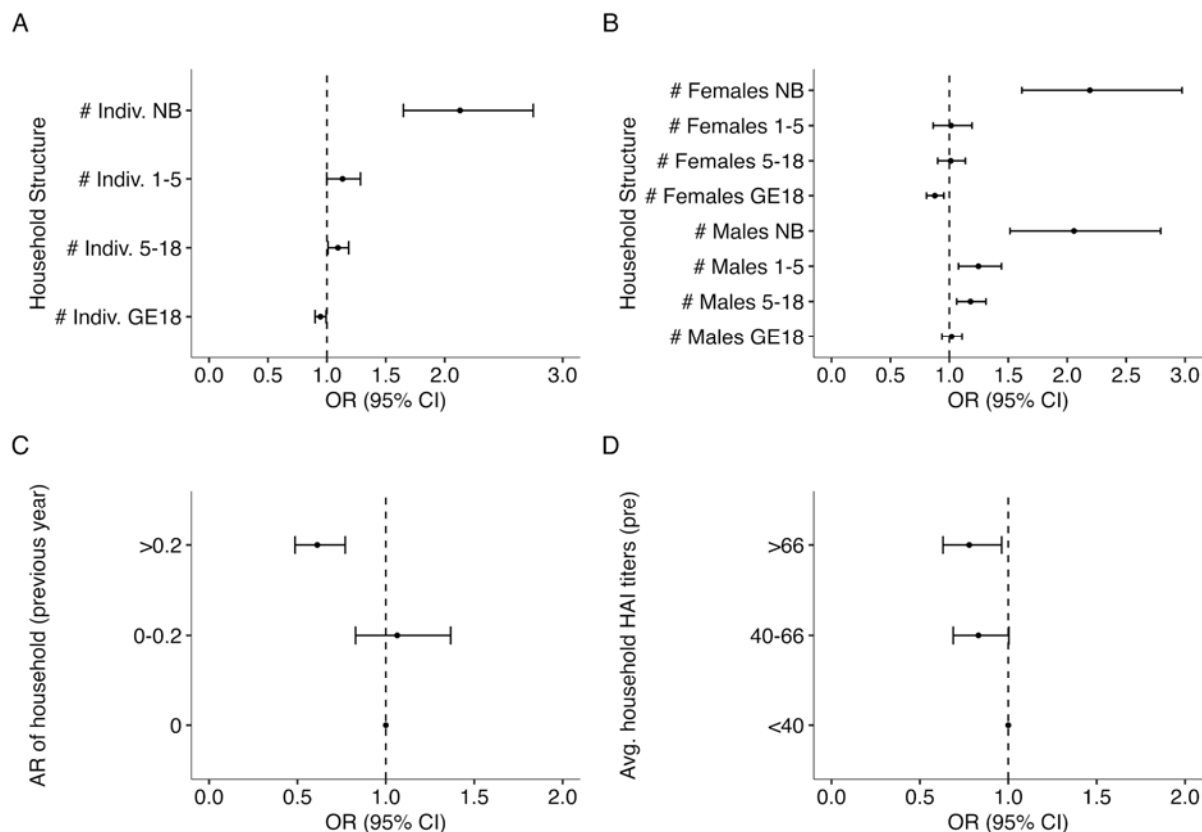 A
Household Structure
# Indiv. NB
# Indiv. 1-5
# Indiv. 5-18
# Indiv. GE18
0.0 0.5 1.0 1.5 2.0 3.0
OR (95% CI)
B
Household Structure
# Females NB
# Females 1-5
# Females 5-18
# Females GE18
# Males NB
# Males 1-5
# Males 5-18
# Males GE18
0.0 0.5 1.0 1.5 2.0 3.0
OR (95% CI)
C
AR of household (previous year)
>0.2
0-0.2
0
0.0 0.5 1.0 1.5 2.0
OR (95% CI)
D
Avg. household HAI titers (pre)
>66
40-66
<40
0.0 0.5 1.0 1.5 2.0
OR (95% CI)